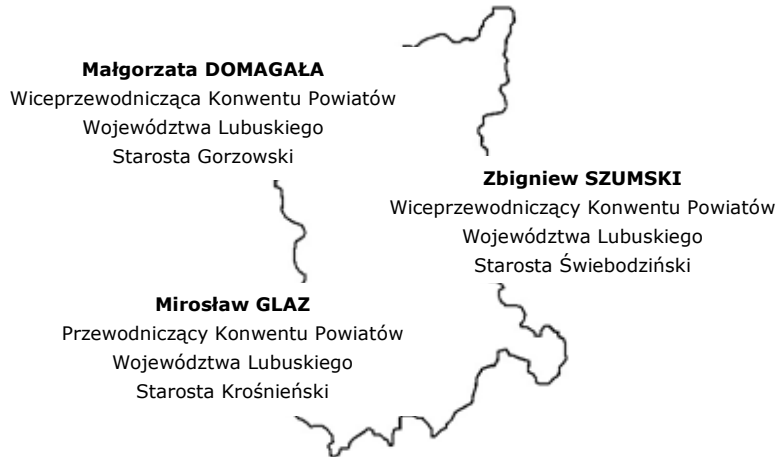 Małgorzata DOMAGAŁA
Wiceprzewodnicząca Konwentu Powiatów
Województwa Lubuskiego
Starosta Gorzowski
Zbigniew SZUMSKI
Wiceprzewodniczący Konwentu Powiatów
Województwa Lubuskiego
Starosta Świebodziński
Mirosław GLAZ
Przewodniczący Konwentu Powiatów
Województwa Lubuskiego
Starosta Krośnieński